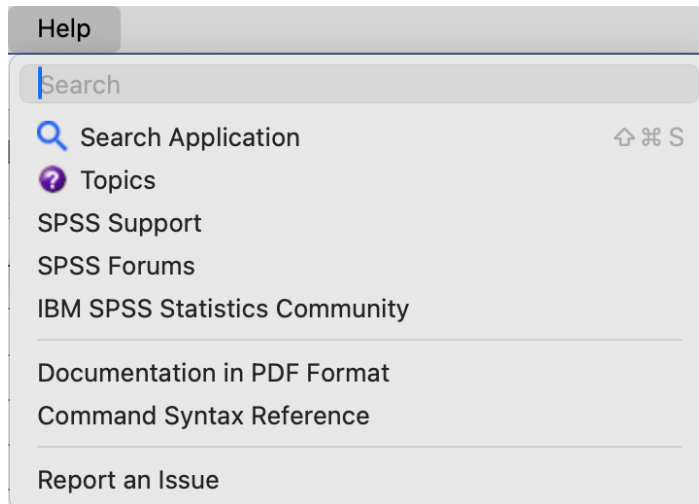 Help
Search
Search Application ⇧⌘S
Topics
SPSS Support
SPSS Forums
IBM SPSS Statistics Community
Documentation in PDF Format
Command Syntax Reference
Report an Issue